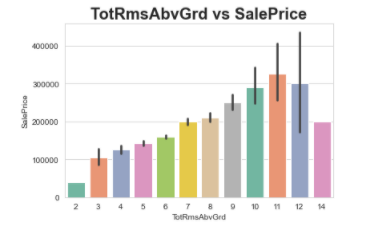 TotRmsAbvGrd vs SalePrice
400000
300000
200000
100000
0
SalePrice
2 3 4 5 6 7 8 9 10 11 12 14
TotRmsAbvGrd